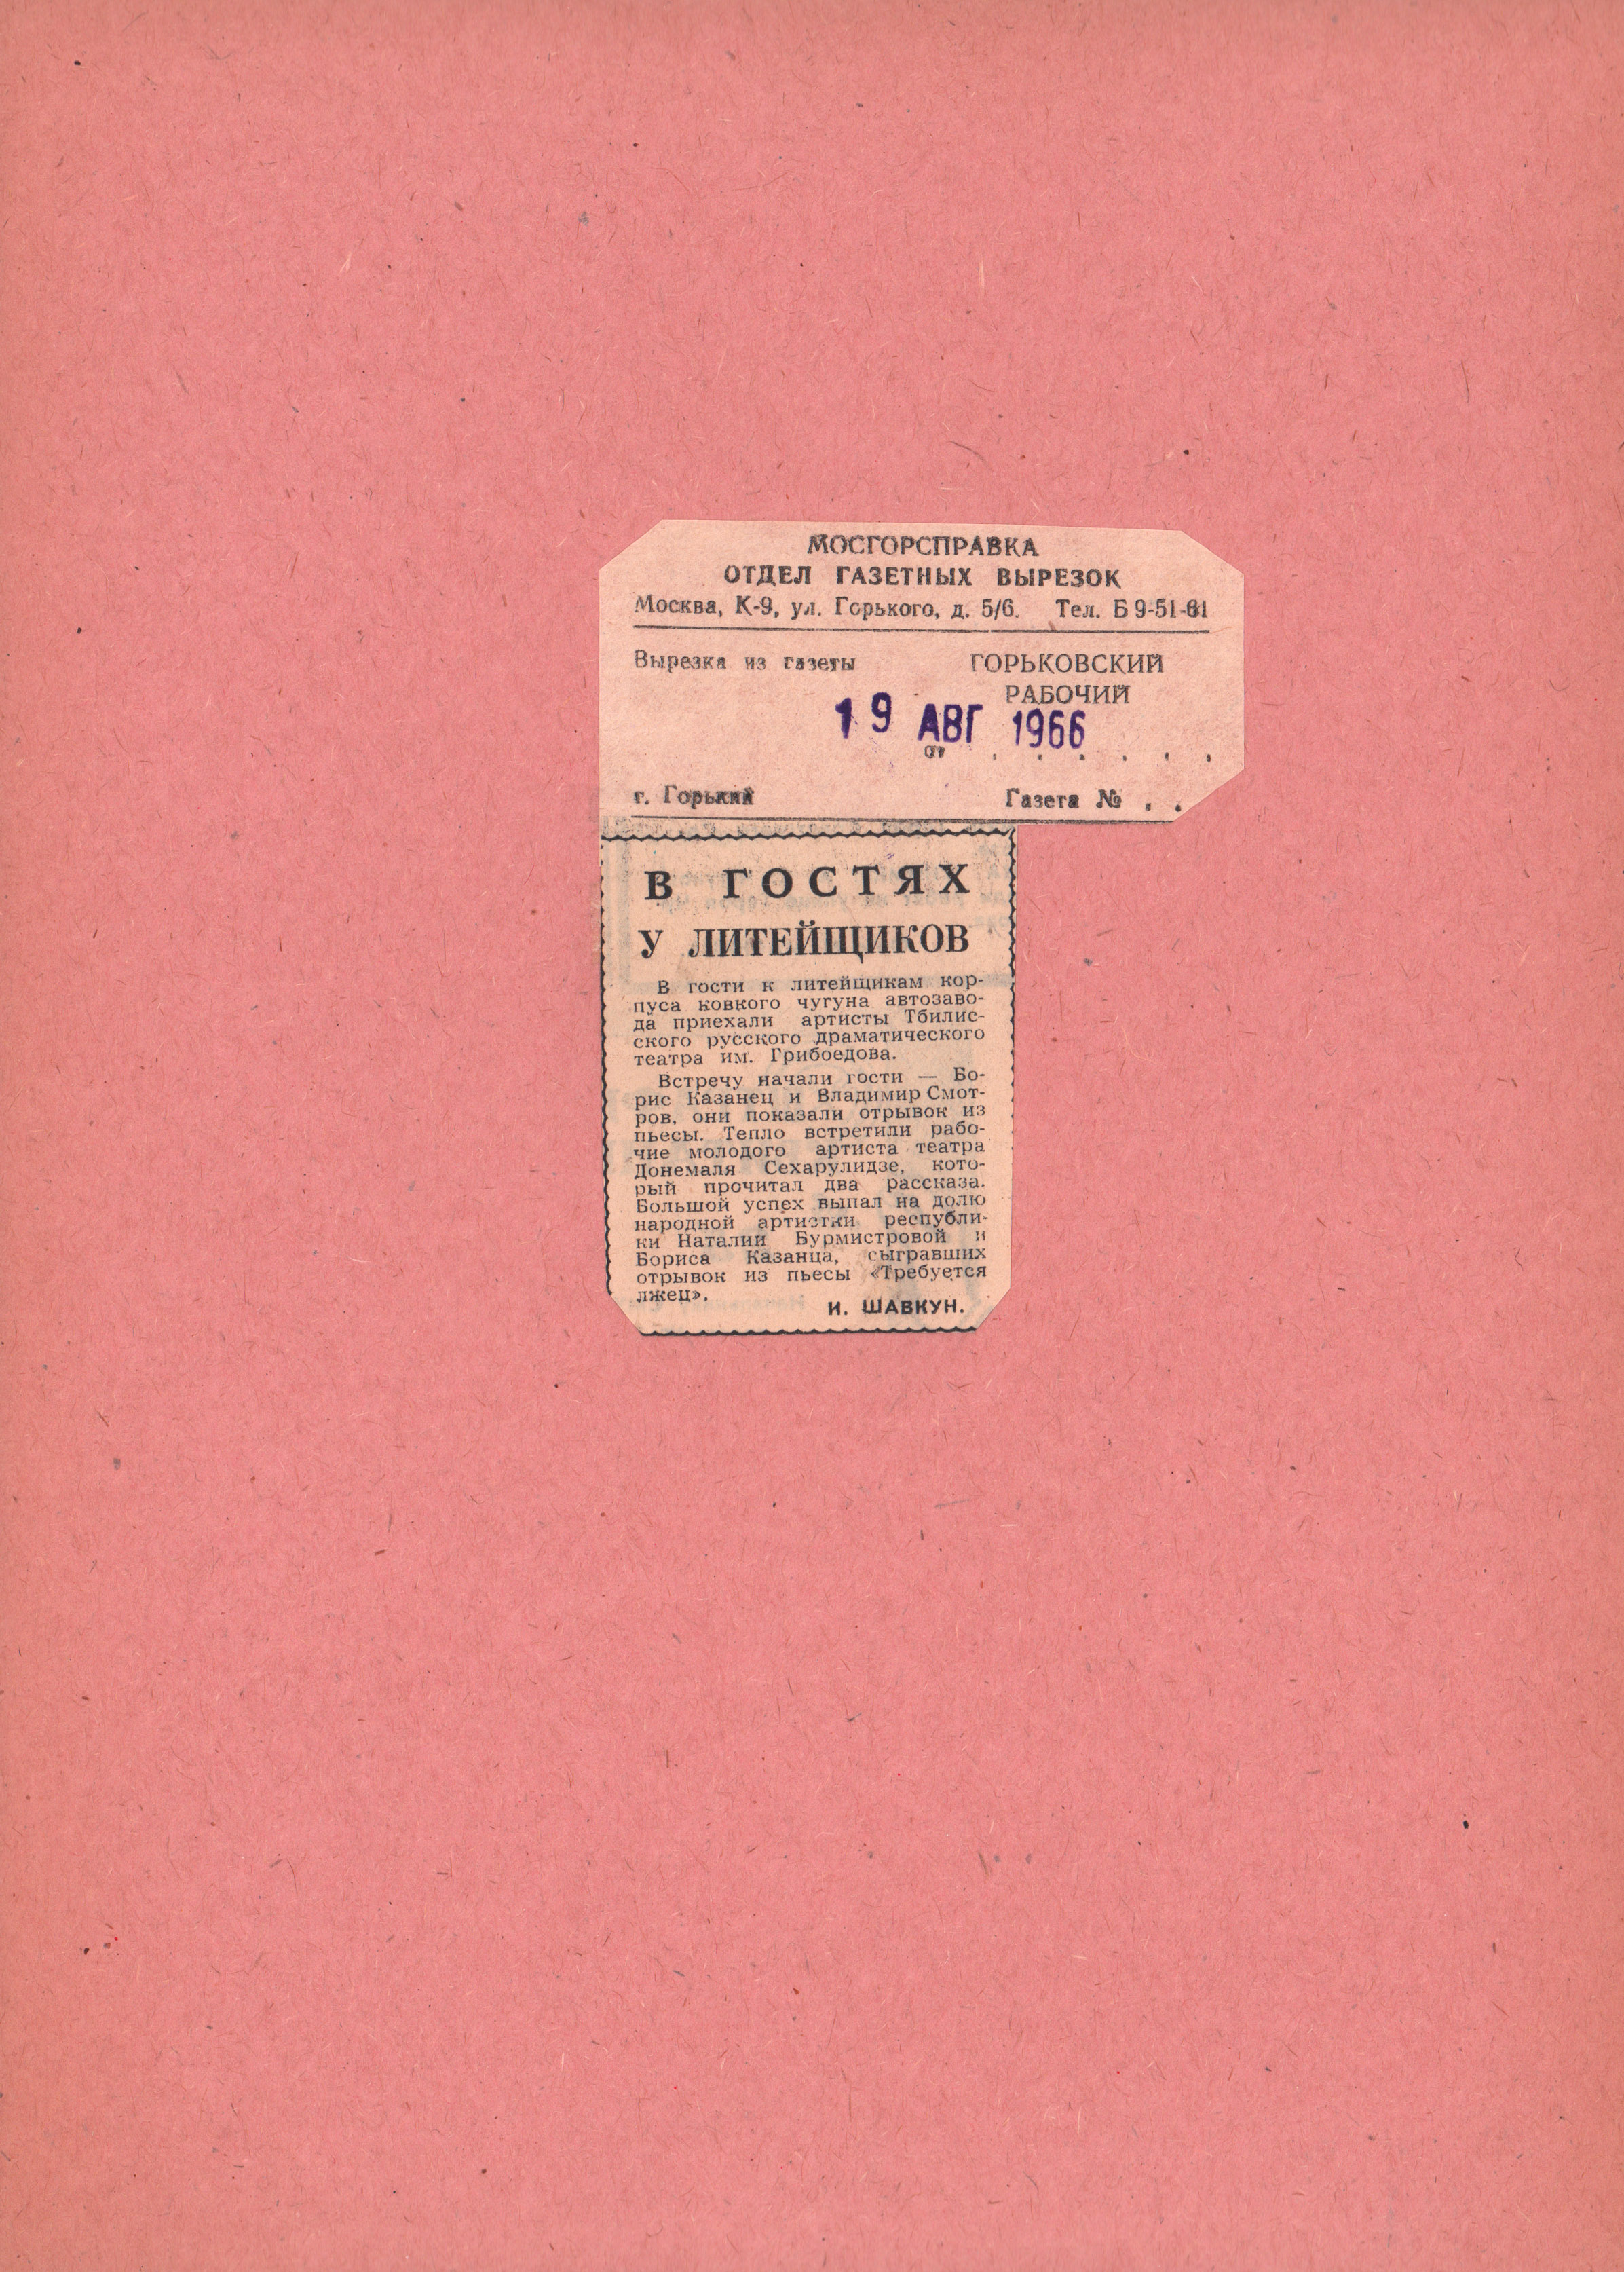 МОСГОРСПРАВКА
ОТДЕЛ ГАЗЕТНЫХ ВЫРЕЗОК
Москва, К-9, ул. Горького, д. 5/6. Тел. Б 9-51-61
Вырезка из газеты
ГОРЬКОВСКИЙ
РАБОЧИЙ
19 АВГ 1966
от . . . . . .
г. Горький
Газета № . .
В ГОСТЯХ
У ЛИТЕЙЩИКОВ
В гости к литейщикам кор-
пуса ковкого чугуна автозаво-
да приехали артисты Тбилис-
ского русского драматического
театра им. Грибоедова.
Встречу начали гости — Бо-
рис Казанец и Владимир Смот-
ров, они показали отрывок из
пьесы. Тепло встретили рабо-
чие молодого артиста театра
Донемаля Сехарулидзе, кото-
рый прочитал два рассказа.
Большой успех выпал на долю
народной артистки республи-
ки Наталии Бурмистровой и
Бориса Казанца, сыгравших
отрывок из пьесы «Требуется
лжец».
И. ШАВКУН.